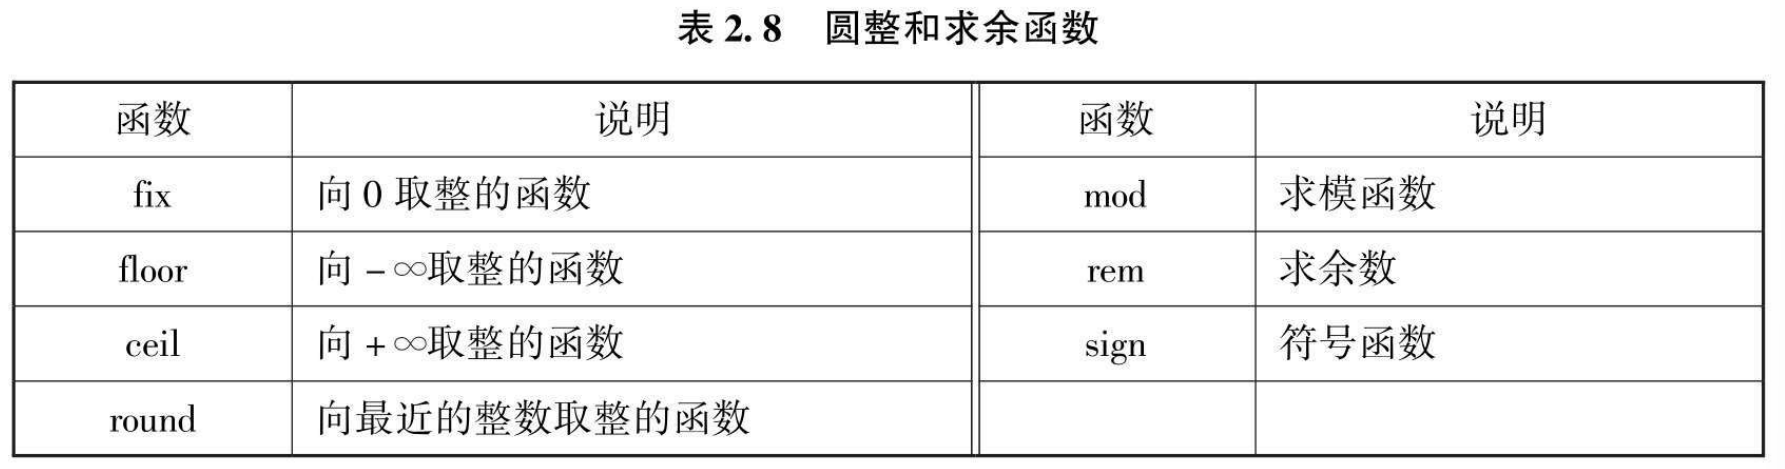 表2.8 圆整和求余函数
函数 说明 函数 说明
fix 向0取整的函数 mod 求模函数
floor 向-∞取整的函数 rem 求余数
ceil 向+∞取整的函数 sign 符号函数
round 向最近的整数取整的函数